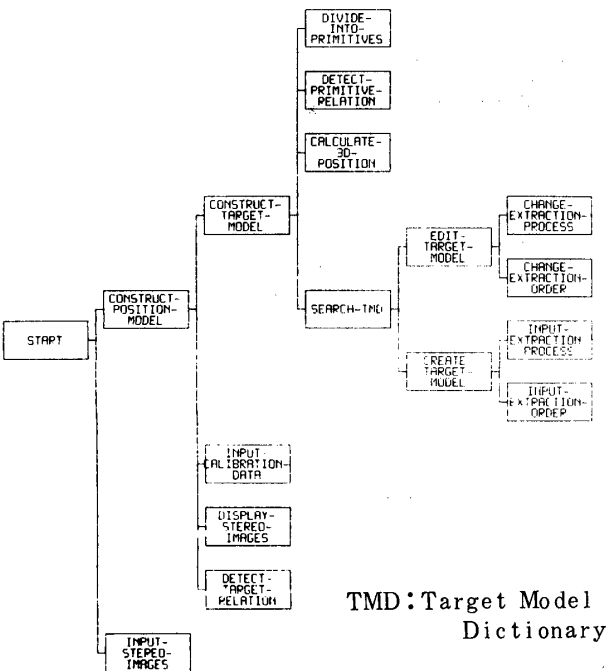 DIVIDE-
INTO-
PRIMITIVES
DETECT-
PRIMITIVE-
RELATION
CALCULATE-
3D-
POSITION
CONSTRUCT-
TARGET-
MODEL
CHANGE-
EXTRACTION-
PROCESS
EDIT-
TARGET-
MODEL
CHANGE-
EXTRACTION-
ORDER
CONSTRUCT-
POSITION-
MODEL
SEARCH-TMD
START
INPUT-
EXTRACTION
PROCESS
CREATE
TARGET-
MODEL
INPUT-
EXTRACTION-
ORDER
INPUT-
CALIBRATION-
DATA
DISPLAY-
STEREO-
IMAGES
DETECT-
TARGET-
RELATION
INPUT-
STEREO-
IMAGES
TMD:Target Model
Dictionary